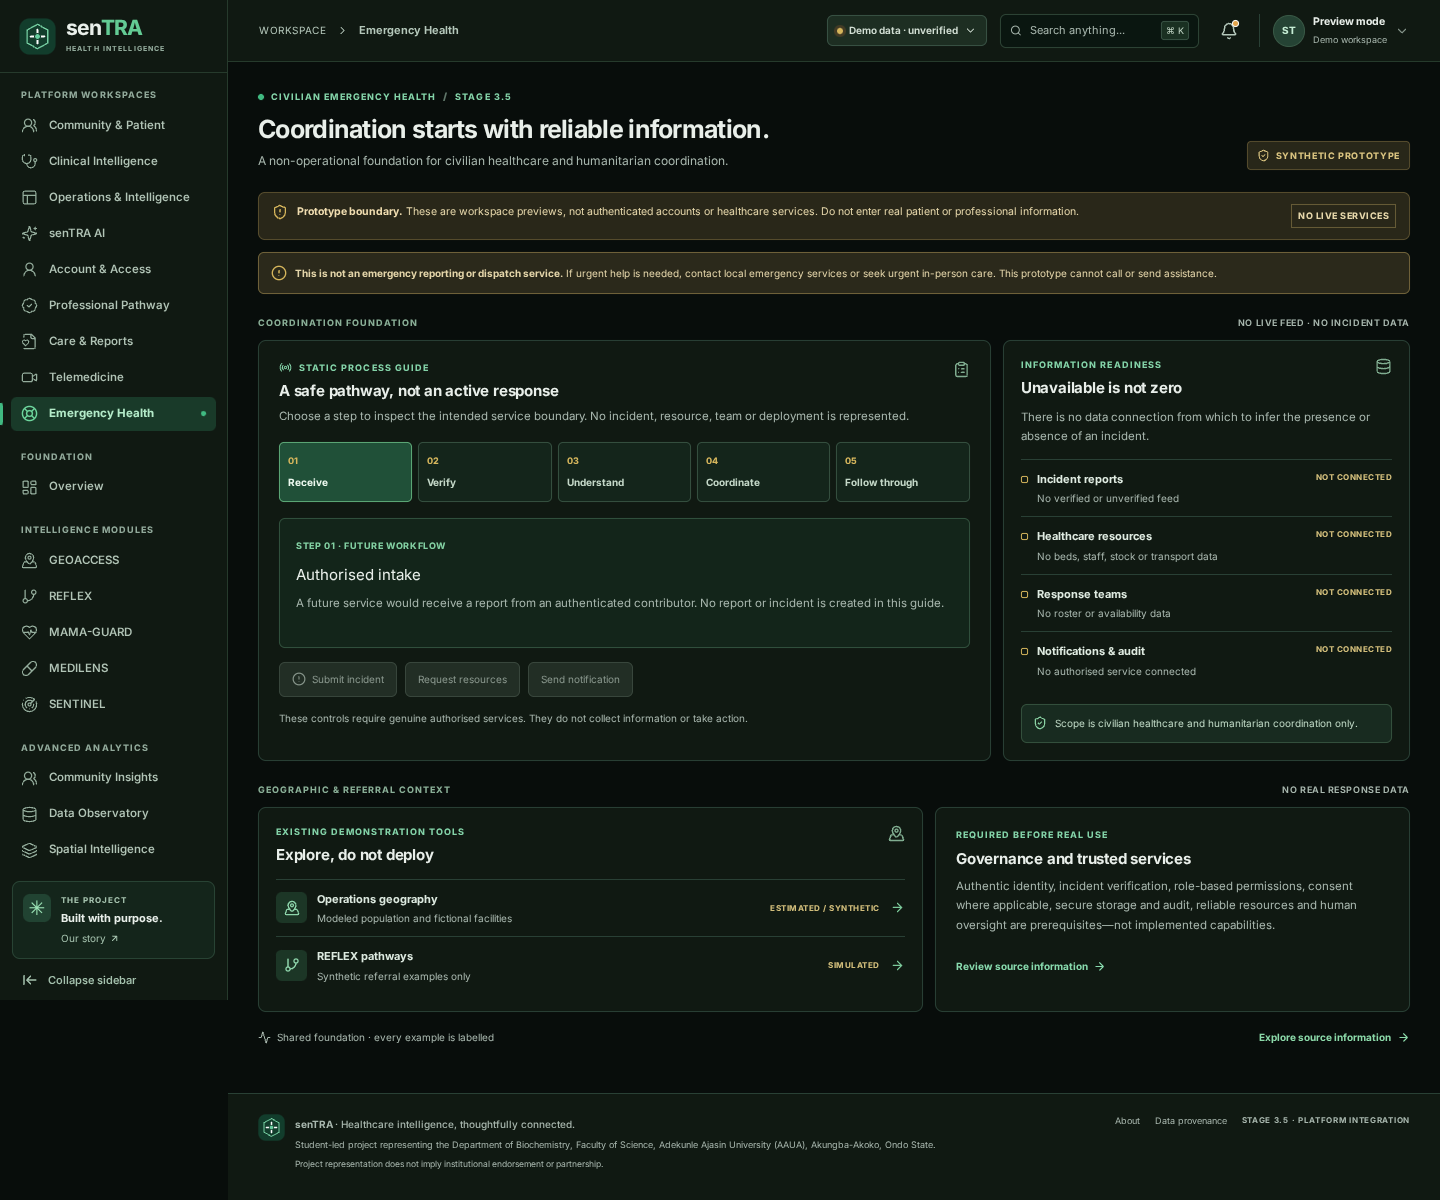 senTRA
HEALTH INTELLIGENCE
PLATFORM WORKSPACES
Community & Patient
Clinical Intelligence
Operations & Intelligence
senTRA AI
Account & Access
Professional Pathway
Care & Reports
Telemedicine
Emergency Health
FOUNDATION
Overview
INTELLIGENCE MODULES
GEOACCESS
REFLEX
MAMA-GUARD
MEDILENS
SENTINEL
ADVANCED ANALYTICS
Community Insights
Data Observatory
Spatial Intelligence
THE PROJECT
Built with purpose.
Our story
Collapse sidebar
WORKSPACE > Emergency Health
Demo data · unverified
Search anything...
⌘ K
ST
Preview mode
Demo workspace
CIVILIAN EMERGENCY HEALTH / STAGE 3.5
Coordination starts with reliable information.
A non-operational foundation for civilian healthcare and humanitarian coordination.
SYNTHETIC PROTOTYPE
Prototype boundary. These are workspace previews, not authenticated accounts or healthcare services. Do not enter real patient or professional information.
NO LIVE SERVICES
This is not an emergency reporting or dispatch service. If urgent help is needed, contact local emergency services or seek urgent in-person care. This prototype cannot call or send assistance.
COORDINATION FOUNDATION
NO LIVE FEED · NO INCIDENT DATA
STATIC PROCESS GUIDE
A safe pathway, not an active response
Choose a step to inspect the intended service boundary. No incident, resource, team or deployment is represented.
01
Receive
02
Verify
03
Understand
04
Coordinate
05
Follow through
STEP 01 · FUTURE WORKFLOW
Authorised intake
A future service would receive a report from an authenticated contributor. No report or incident is created in this guide.
Submit incident
Request resources
Send notification
These controls require genuine authorised services. They do not collect information or take action.
INFORMATION READINESS
Unavailable is not zero
There is no data connection from which to infer the presence or
absence of an incident.
Incident reports
NOT CONNECTED
No verified or unverified feed
Healthcare resources
NOT CONNECTED
No beds, staff, stock or transport data
Response teams
NOT CONNECTED
No roster or availability data
Notifications & audit
NOT CONNECTED
No authorised service connected
Scope is civilian healthcare and humanitarian coordination only.
GEOGRAPHIC & REFERRAL CONTEXT
NO REAL RESPONSE DATA
EXISTING DEMONSTRATION TOOLS
Explore, do not deploy
Operations geography
Modeled population and fictional facilities
ESTIMATED / SYNTHETIC
REFLEX pathways
Synthetic referral examples only
SIMULATED
REQUIRED BEFORE REAL USE
Governance and trusted services
Authentic identity, incident verification, role-based permissions, consent
where applicable, secure storage and audit, reliable resources and human
oversight are prerequisites—not implemented capabilities.
Review source information
Shared foundation · every example is labelled
Explore source information
senTRA · Healthcare intelligence, thoughtfully connected.
Student-led project representing the Department of Biochemistry, Faculty of Science, Adekunle Ajasin University (AAUA), Akungba-Akoko, Ondo State.
Project representation does not imply institutional endorsement or partnership.
About
Data provenance
STAGE 3.5 · PLATFORM INTEGRATION